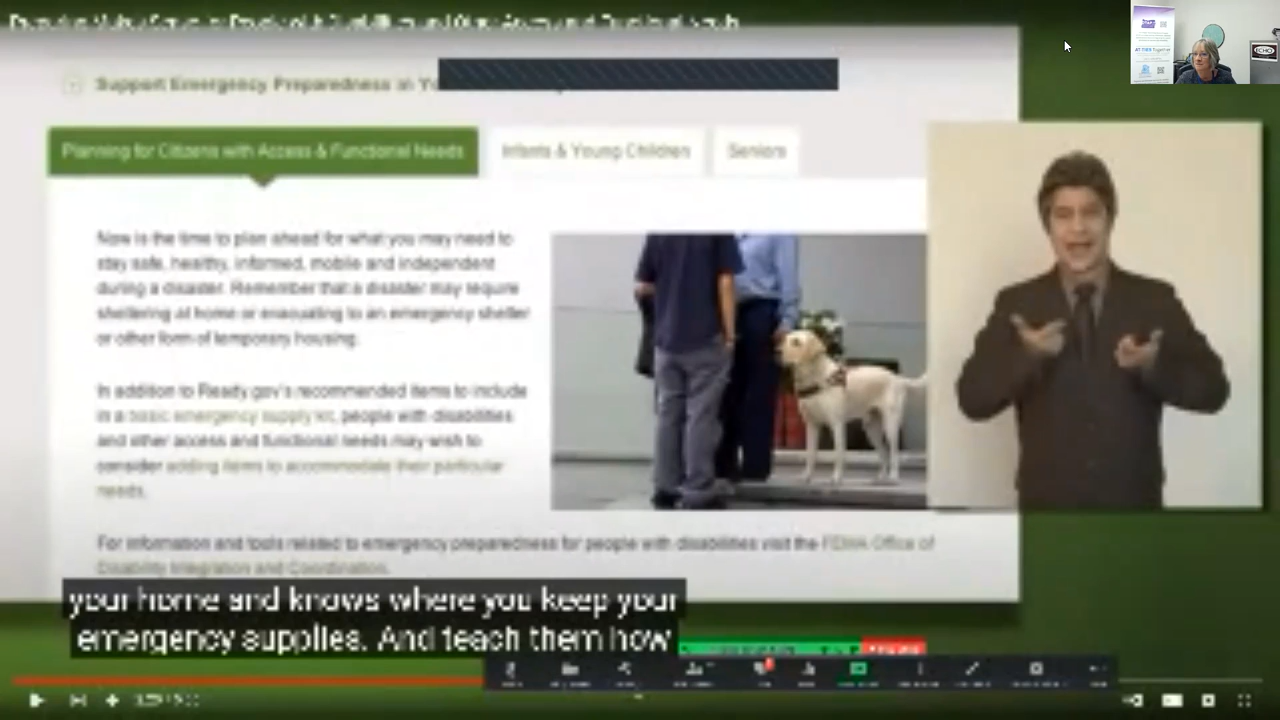 Support Emergency Preparedness in
Planning for Citizens with Access & Functional Needs
Infants & Young Children
Seniors
Now is the time to plan ahead for what you may need to
stay safe, healthy, informed, mobile and independent
during a disaster. Remember that a disaster may require
sheltering at home or evacuating to an emergency shelter
or other form of temporary housing.
In addition to Ready.gov's recommended items to include
in a basic emergency supply kit, people with disabilities
and other access and functional needs may wish to
consider adding items to accommodate their particular
needs.
For information and tools related to emergency preparedness for people with disabilities visit the FEMA Office of
Disability Integration and Coordination.
your home and knows where you keep your
emergency supplies. And teach them how